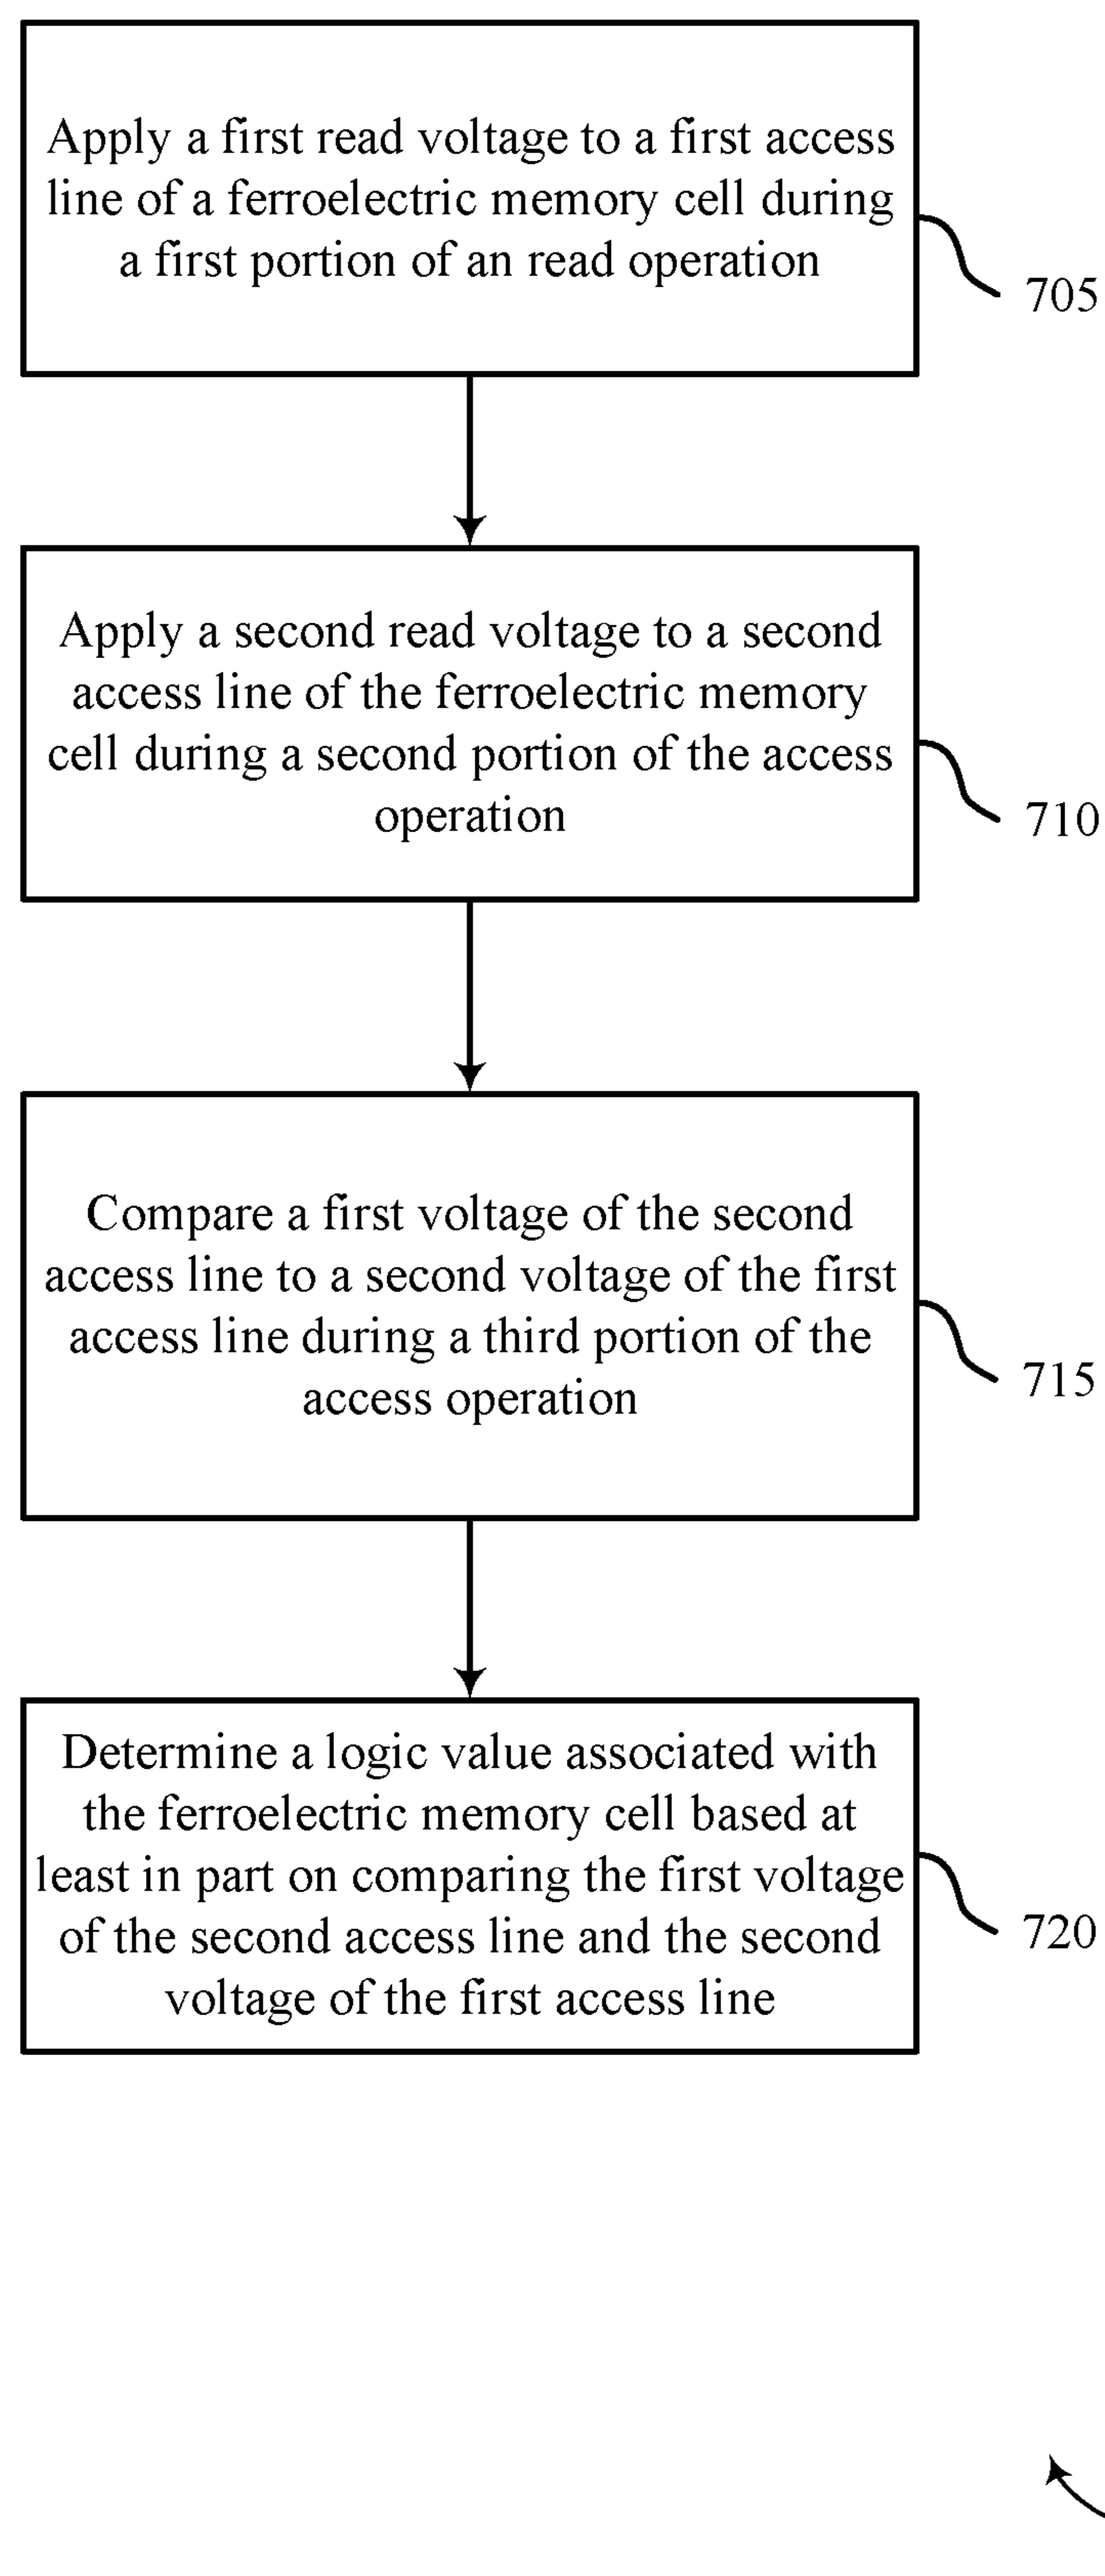 Apply a first read voltage to a first access
line of a ferroelectric memory cell during
a first portion of an read operation
705
Apply a second read voltage to a second
access line of the ferroelectric memory
cell during a second portion of the access
operation
710
Compare a first voltage of the second
access line to a second voltage of the first
access line during a third portion of the
access operation
715
Determine a logic value associated with
the ferroelectric memory cell based at
least in part on comparing the first voltage
of the second access line and the second
voltage of the first access line
720